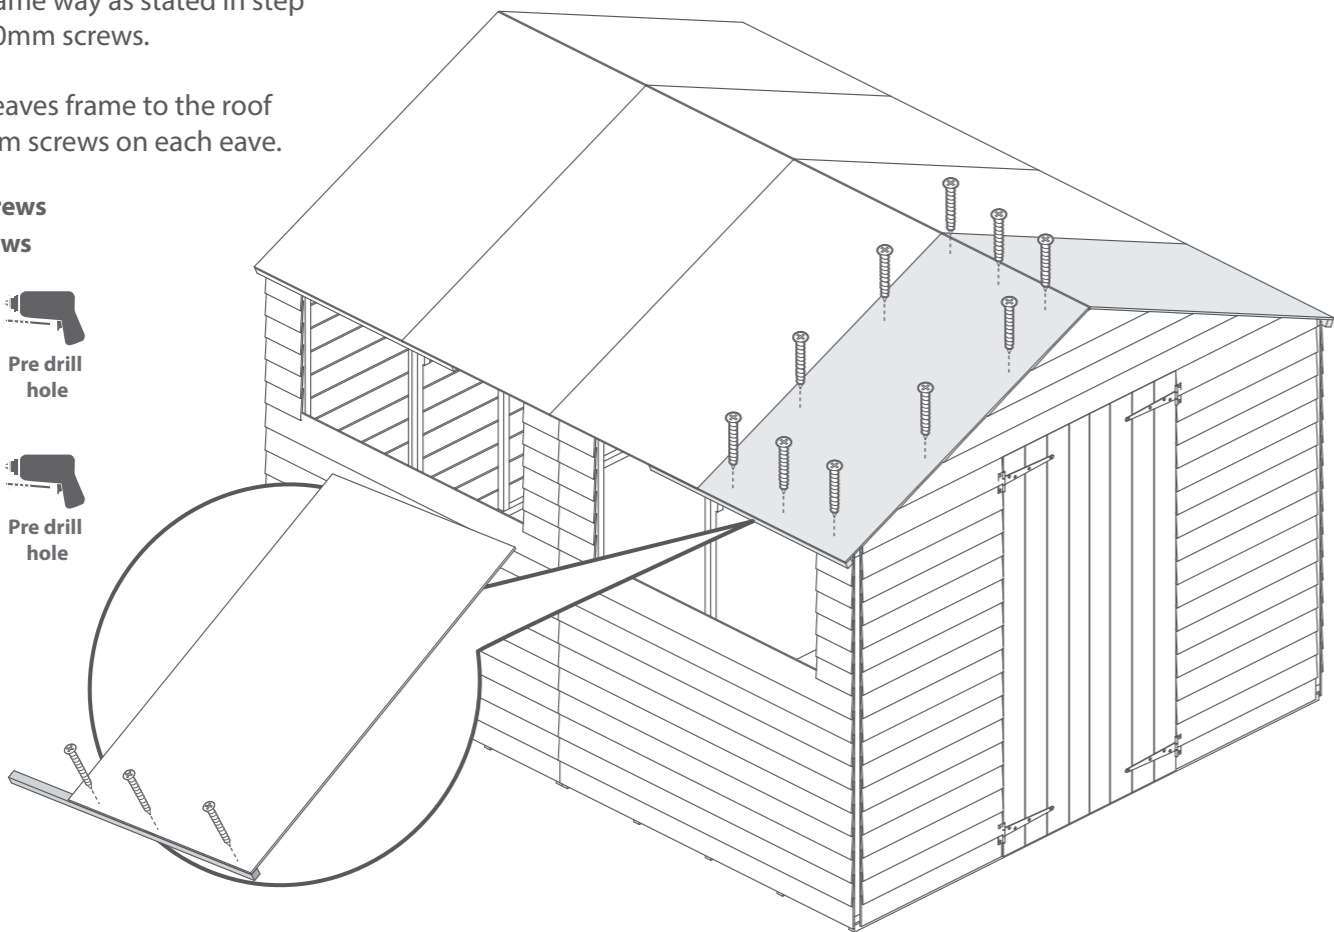 ame way as stated in step
0mm screws.
eaves frame to the roof
m screws on each eave.
rews
ws
Pre drill
hole
Pre drill
hole